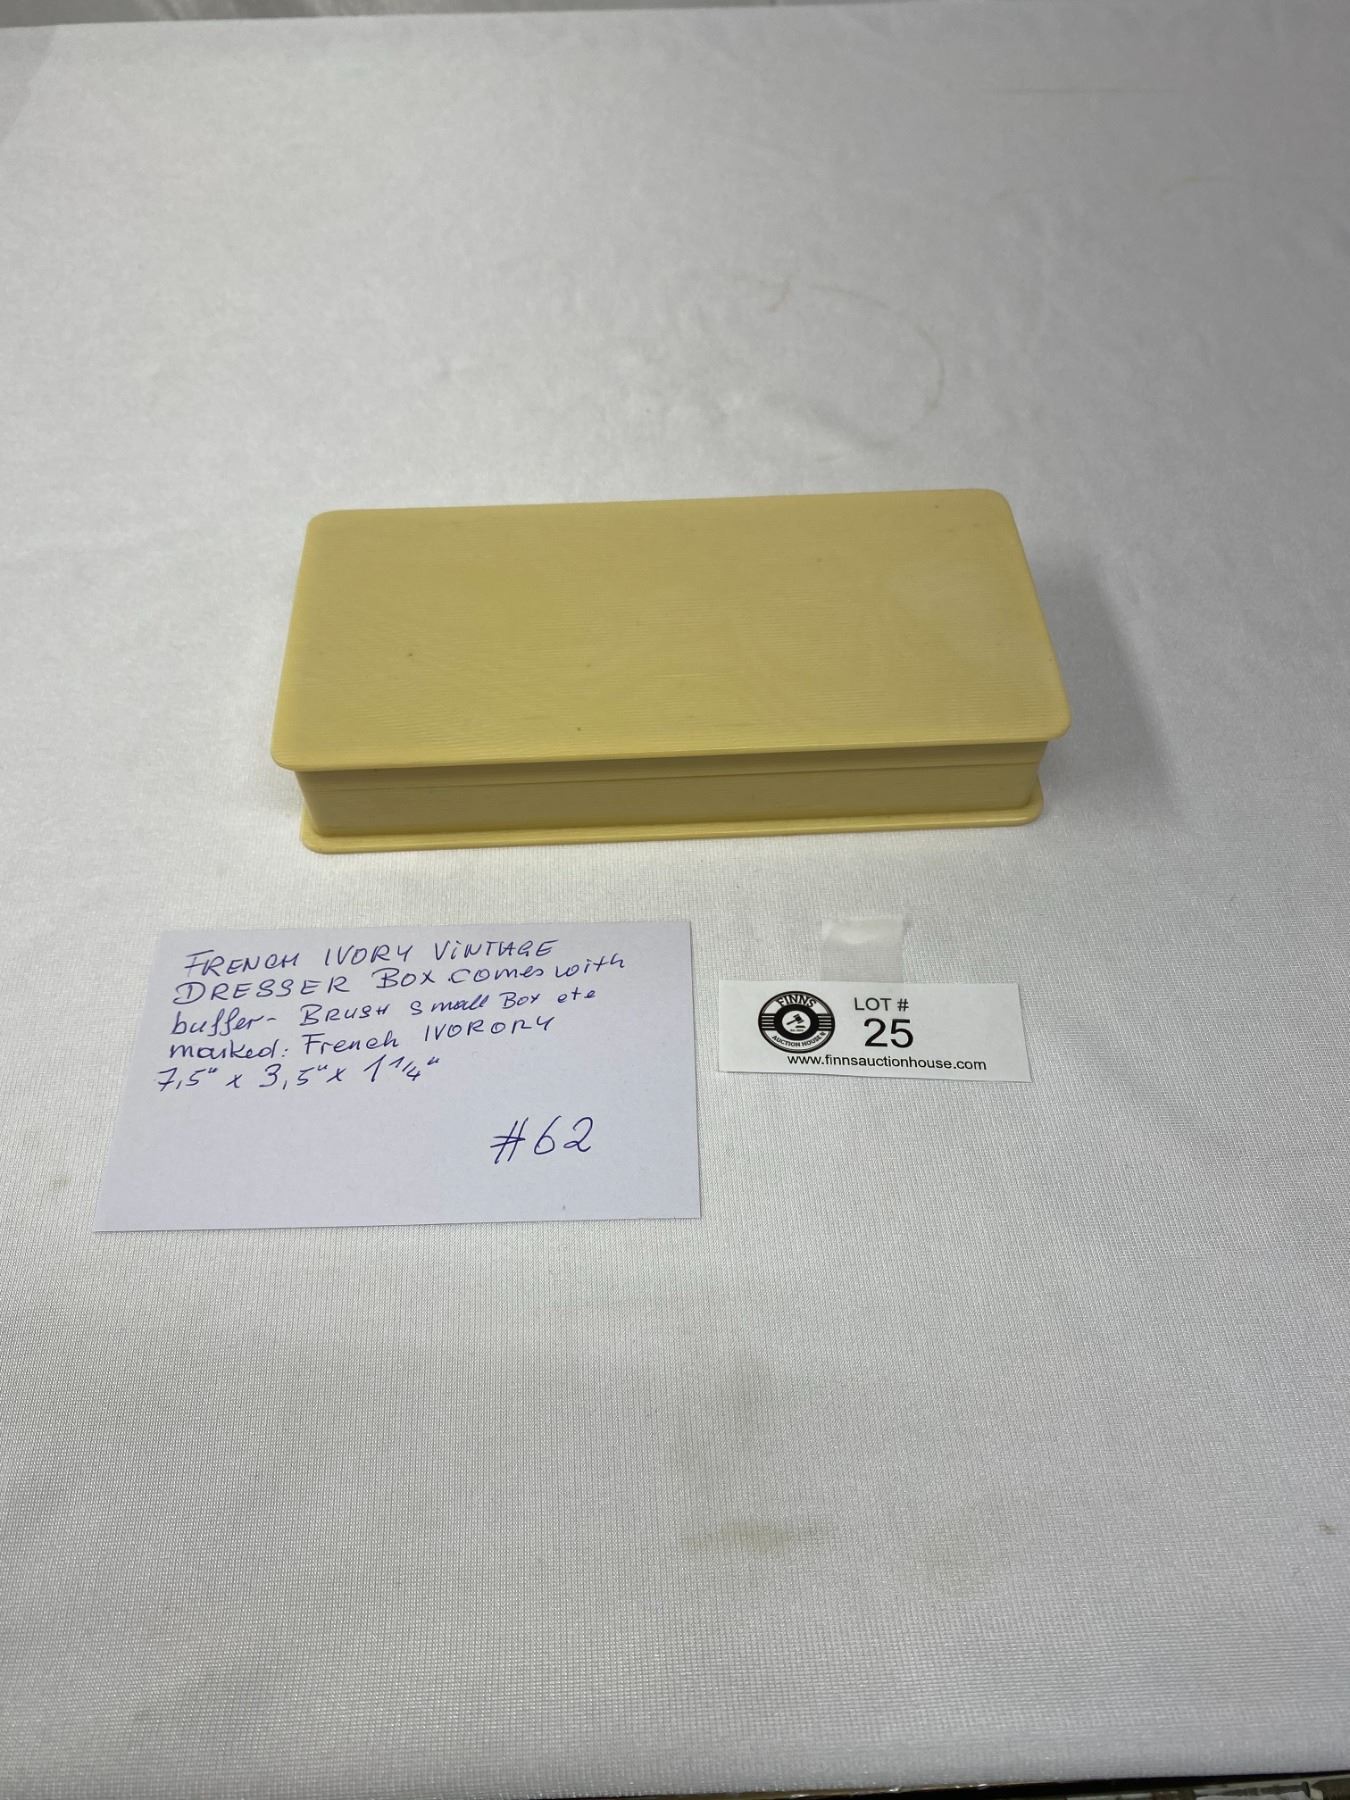 FRENCH IVORY VINTAGE
DRESSER BOX comes with
buffer- BRUSH small Box etc
marked: French IVORORY
7,5" x 3,5" x 1 1/4"
#62
FINNS
AUCTION HOUSE
LOT #
25
www.finnsauctionhouse.com